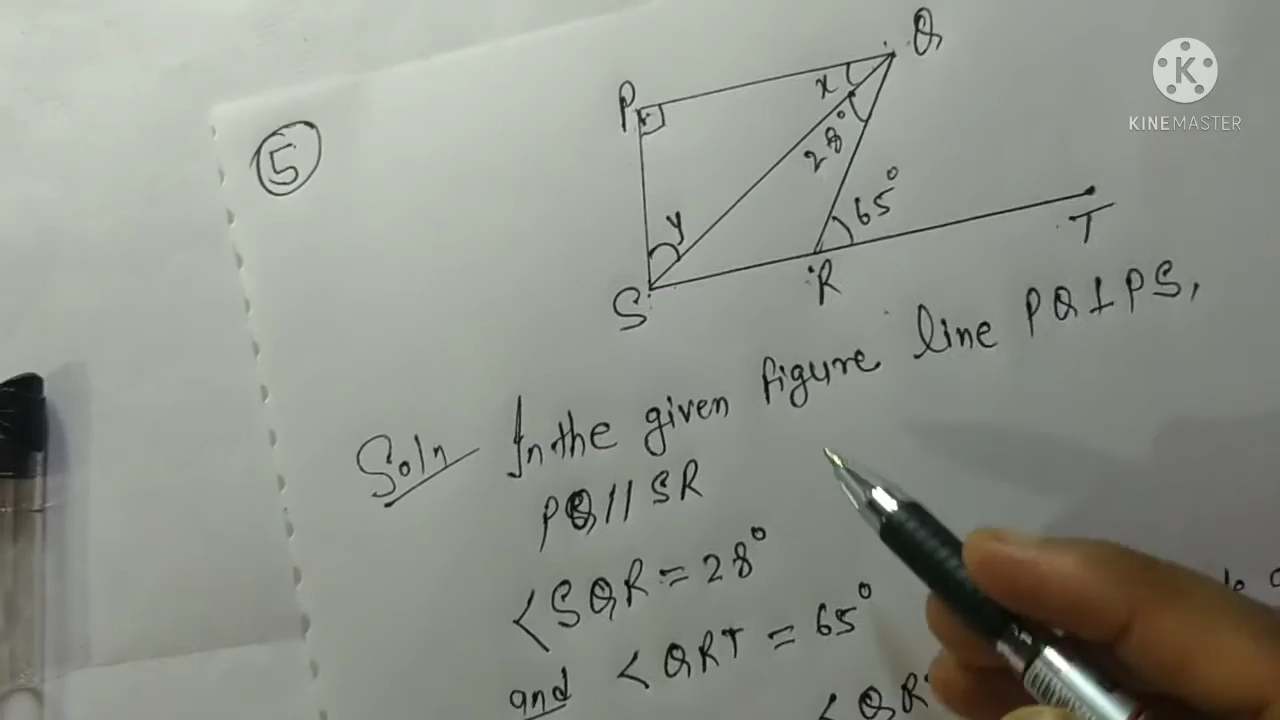 Q
P
x
K
KINEMASTER
5
28°
65°
y
T
R
S
Soln In the given figure line PQ⊥PS,
PQ//SR
<SQR=28°
and <QRT = 65°